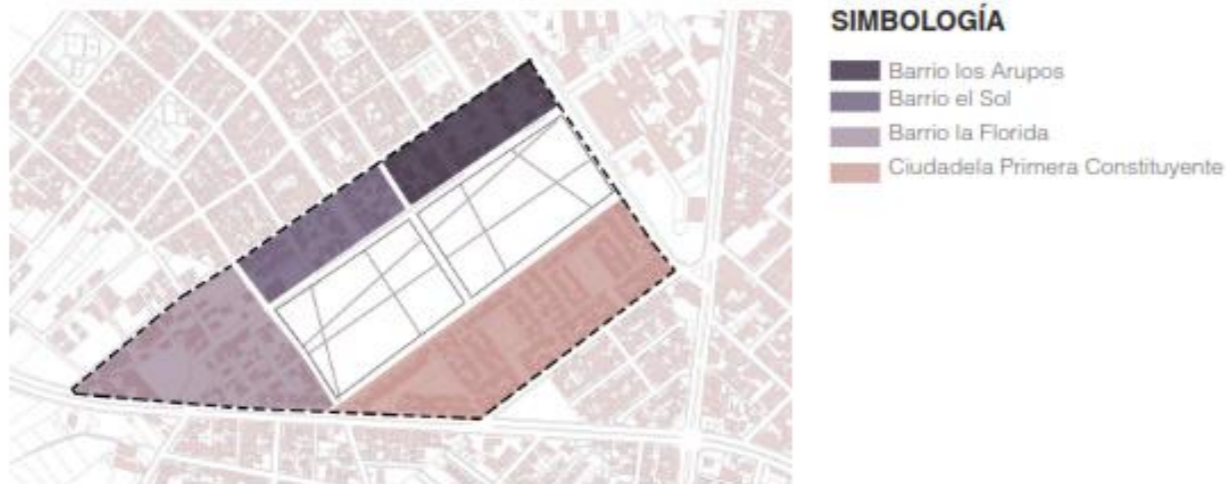 SIMBOLOGÍA
Barrio los Arupos
Barrio el Sol
Barrio la Florida
Ciudadela Primera Constituyente